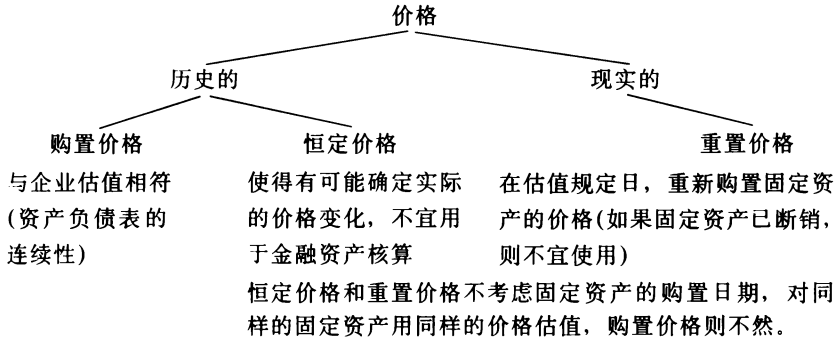 价格
历史的
现实的
购置价格
恒定价格
重置价格
与企业估值相符
(资产负债表的
连续性)
使得有可能确定实际
的价格变化，不宜用
于金融资产核算
在估值规定日，重新购置固定资
产的价格(如果固定资产已断销，
则不宜使用)
恒定价格和重置价格不考虑固定资产的购置日期，对同
样的固定资产用同样的价格估值，购置价格则不然。